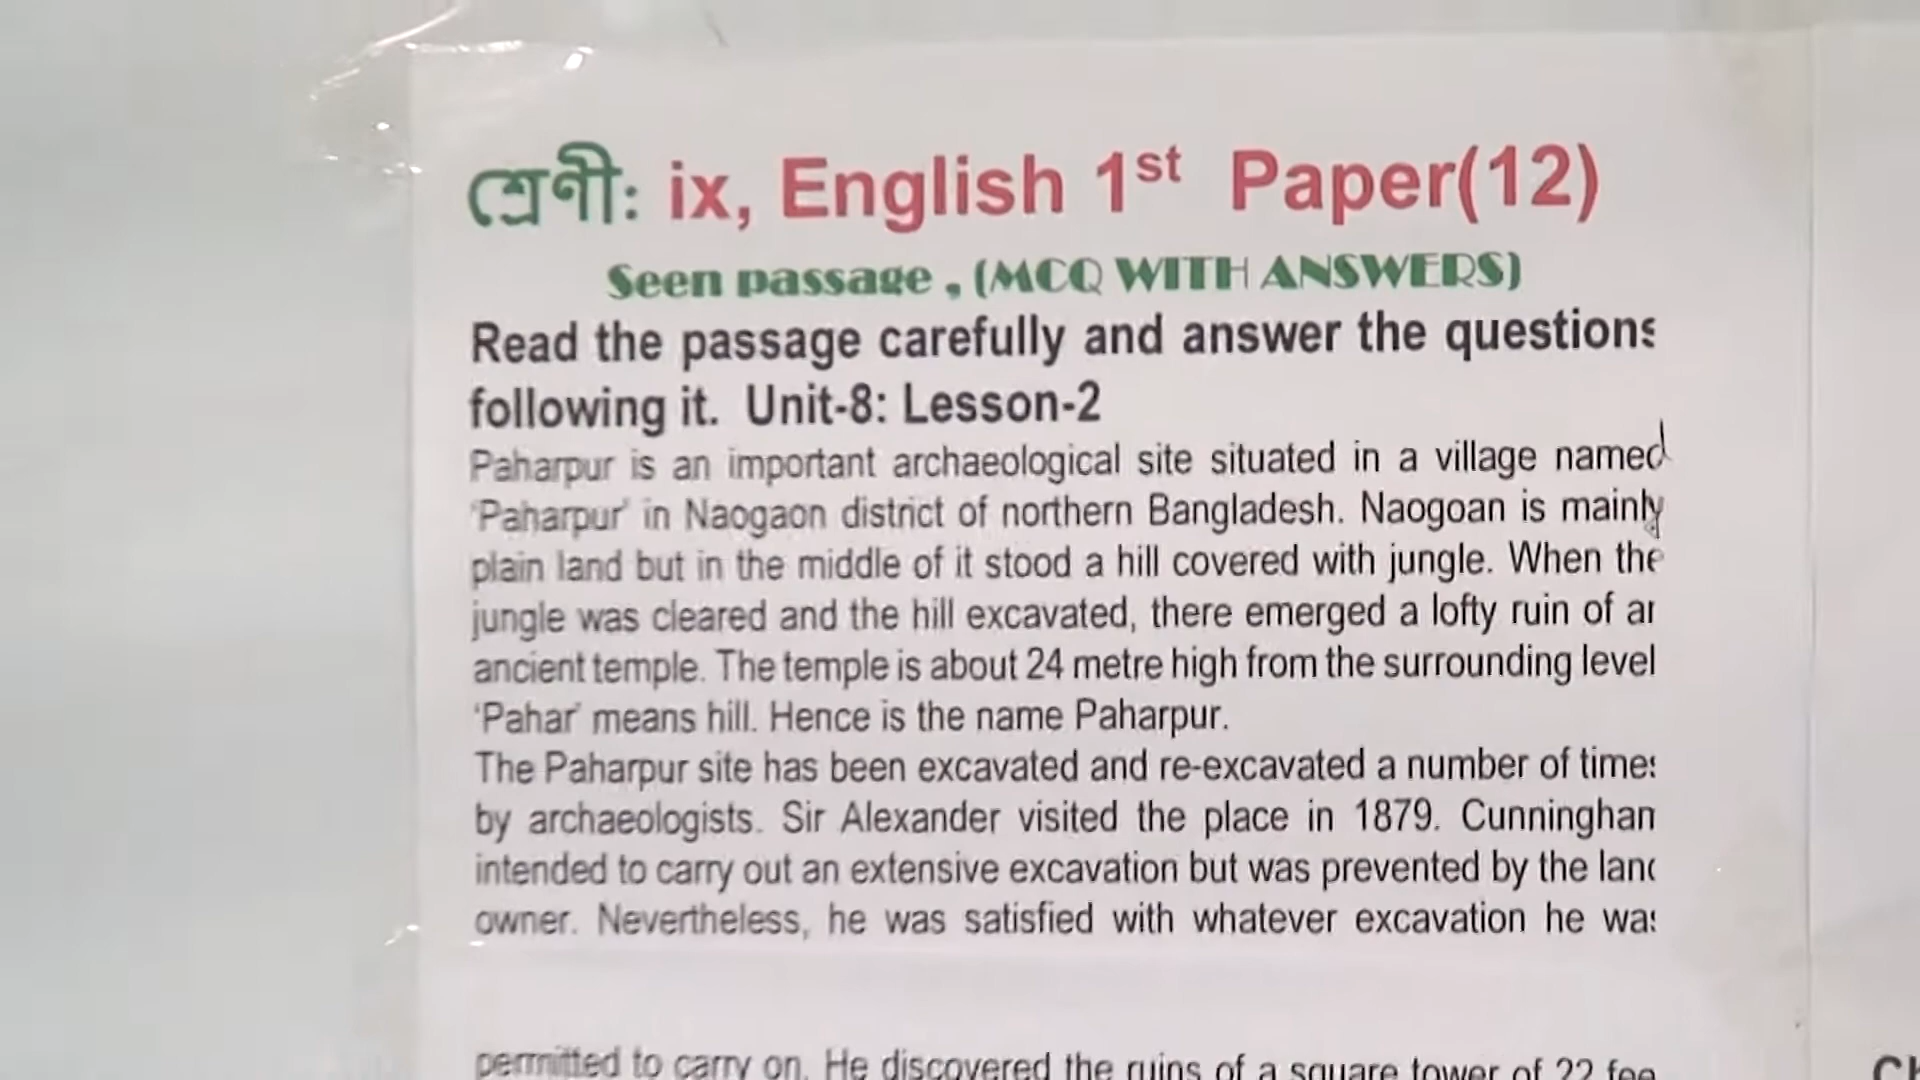 শ্রেণী: ix, English 1st Paper(12)
Seen passage , (MCQ WITH ANSWERS)
Read the passage carefully and answer the questions
following it. Unit-8: Lesson-2
Paharpur is an important archaeological site situated in a village named
'Paharpur' in Naogaon district of northern Bangladesh. Naogoan is mainly
plain land but in the middle of it stood a hill covered with jungle. When the
jungle was cleared and the hill excavated, there emerged a lofty ruin of an
ancient temple. The temple is about 24 metre high from the surrounding level
‘Pahar’ means hill. Hence is the name Paharpur.
The Paharpur site has been excavated and re-excavated a number of times
by archaeologists. Sir Alexander visited the place in 1879. Cunninghan
intended to carry out an extensive excavation but was prevented by the land
owner. Nevertheless, he was satisfied with whatever excavation he was
permitted to carry on. He discovered the ruins of a square tower of 22 fee